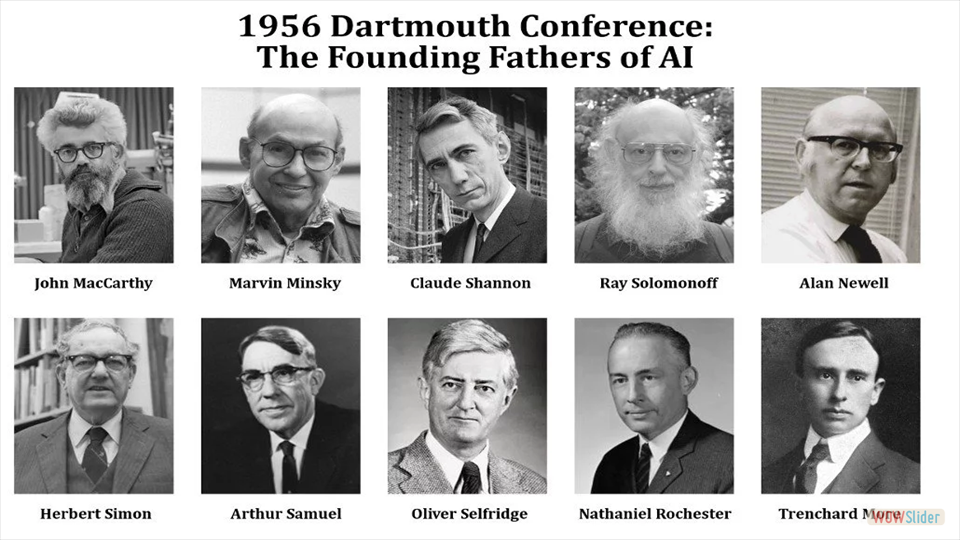 1956 Dartmouth Conference:
The Founding Fathers of AI
John MacCarthy
Marvin Minsky
Claude Shannon
Ray Solomonoff
Alan Newell
Herbert Simon
Arthur Samuel
Oliver Selfridge
Nathaniel Rochester
Trenchard More
WOWSlider